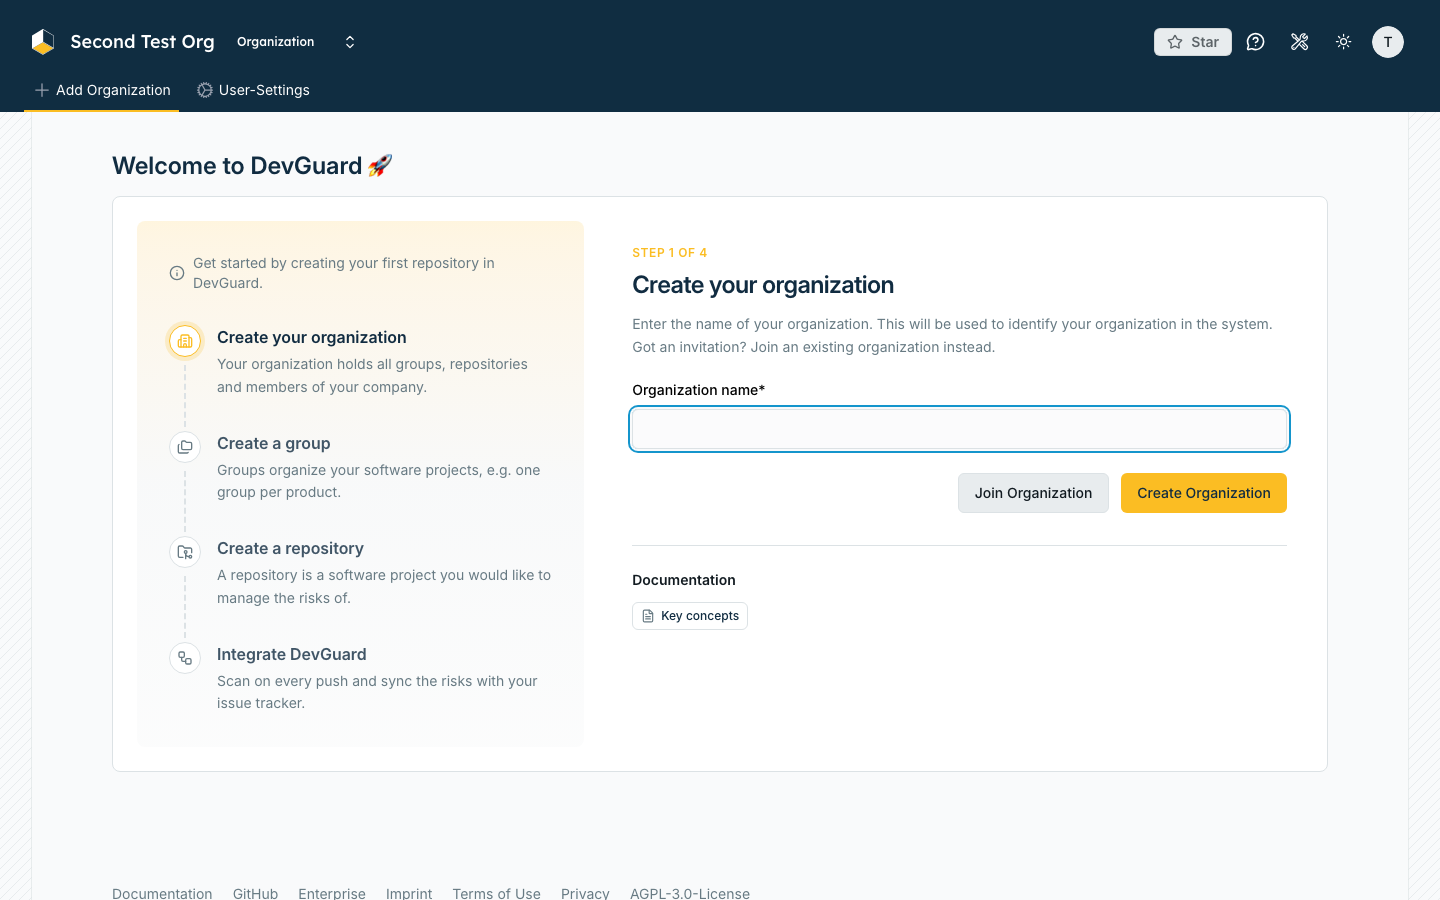 Second Test Org
Organization
Star
T
Add Organization
User-Settings
Welcome to DevGuard 🚀
Get started by creating your first repository in
DevGuard.
Create your organization
Your organization holds all groups, repositories
and members of your company.
Create a group
Groups organize your software projects, e.g. one
group per product.
Create a repository
A repository is a software project you would like to
manage the risks of.
Integrate DevGuard
Scan on every push and sync the risks with your
issue tracker.
STEP 1 OF 4
Create your organization
Enter the name of your organization. This will be used to identify your organization in the system.
Got an invitation? Join an existing organization instead.
Organization name*
Join Organization
Create Organization
Documentation
Key concepts
Documentation
GitHub
Enterprise
Imprint
Terms of Use
Privacy
AGPL-3.0-License